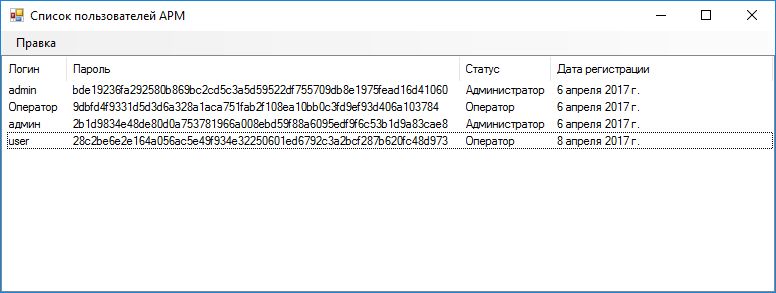 Список пользователей АРМ
Правка
Логин Пароль Статус Дата регистрации
admin bde19236fa292580b869bc2cd5c3a5d59522df755709db8e1975fead16d41060 Администратор 6 апреля 2017 г.
Оператор 9dbfd4f9331d5d3d6a328a1aca751fab2f108ea10bb0c3fd9ef93d406a103784 Оператор 6 апреля 2017 г.
админ 2b1d9834e48de80d0a753781966a008ebd59f88a6095edf9f6c53b1d9a83cae8 Администратор 6 апреля 2017 г.
user 28c2be6e2e164a056ac5e49f934e32250601ed6792c3a2bcf287b620fc48d973 Оператор 8 апреля 2017 г.